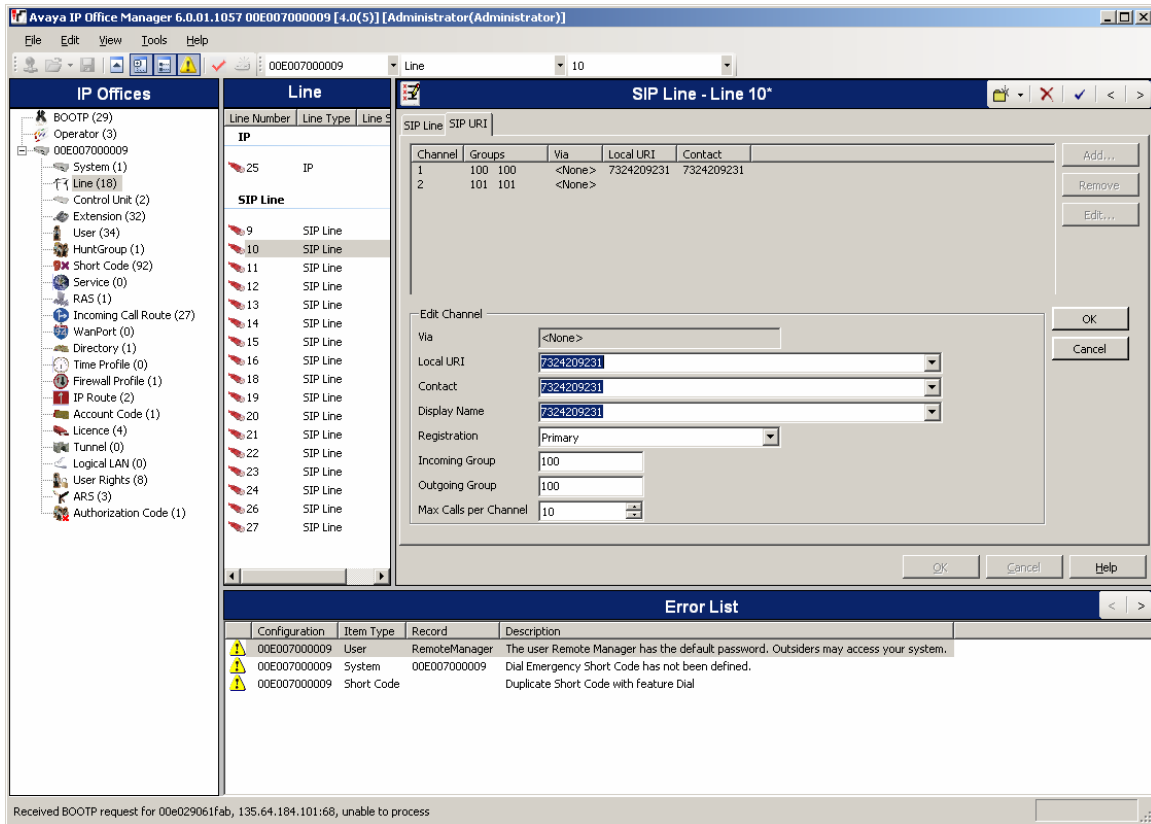 Avaya IP Office Manager 6.0.01.1057 00E007000009 [4.0(5)] [Administrator(Administrator)]
File Edit View Tools Help
00E007000009 Line 10
IP Offices
BOOTP (29)
Operator (3)
00E007000009
System (1)
Line (18)
Control Unit (2)
Extension (32)
User (34)
HuntGroup (1)
Short Code (92)
Service (0)
RAS (1)
Incoming Call Route (27)
WanPort (0)
Directory (1)
Time Profile (0)
Firewall Profile (1)
IP Route (2)
Account Code (1)
Licence (4)
Tunnel (0)
Logical LAN (0)
User Rights (8)
ARS (3)
Authorization Code (1)
Line
Line Number Line Type Line S
IP
25 IP
SIP Line
9 SIP Line
10 SIP Line
11 SIP Line
12 SIP Line
13 SIP Line
14 SIP Line
15 SIP Line
16 SIP Line
18 SIP Line
19 SIP Line
20 SIP Line
21 SIP Line
22 SIP Line
23 SIP Line
24 SIP Line
26 SIP Line
27 SIP Line
SIP Line - Line 10*
SIP Line SIP URI
Channel Groups Via Local URI Contact
1 100 100 <None> 7324209231 7324209231
2 101 101 <None>
Add...
Remove
Edit...
Edit Channel
Via <None>
Local URI 7324209231
Contact 7324209231
Display Name 7324209231
Registration Primary
Incoming Group 100
Outgoing Group 100
Max Calls per Channel 10
OK
Cancel
OK Cancel Help
Error List
Configuration Item Type Record Description
00E007000009 User RemoteManager The user Remote Manager has the default password. Outsiders may access your system.
00E007000009 System 00E007000009 Dial Emergency Short Code has not been defined.
00E007000009 Short Code Duplicate Short Code with feature Dial
Received BOOTP request for 00e029061fab, 135.64.184.101:68, unable to process